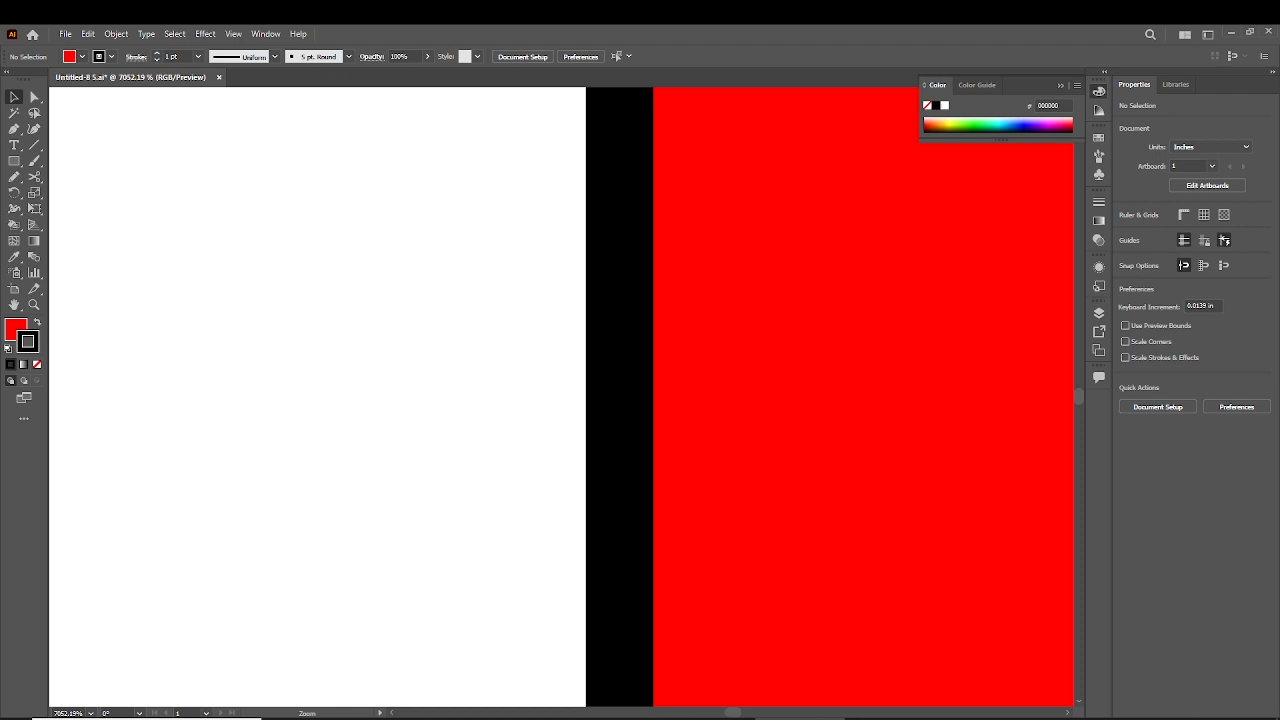 Ai File Edit Object Type Select Effect View Window Help
No Selection Stroke: 1 pt Uniform 5 pt. Round Opacity: 100% Style: Document Setup Preferences
Untitled-8 5.ai* @ 7052.19 % (RGB/Preview)
Color Color Guide
# 000000
Properties Libraries
No Selection
Document
Units: Inches
Artboard: 1
Edit Artboards
Ruler & Grids
Guides
Snap Options
Preferences
Keyboard Increment: 0.0139 in
Use Preview Bounds
Scale Corners
Scale Strokes & Effects
Quick Actions
Document Setup Preferences
7052.19% 0° 1 Zoom